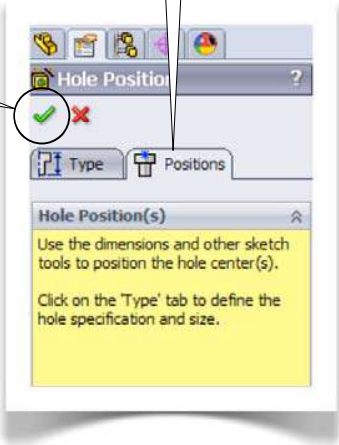 Hole Position
?
Type
Positions
Hole Position(s)
Use the dimensions and other sketch
tools to position the hole center(s).
Click on the 'Type' tab to define the
hole specification and size.